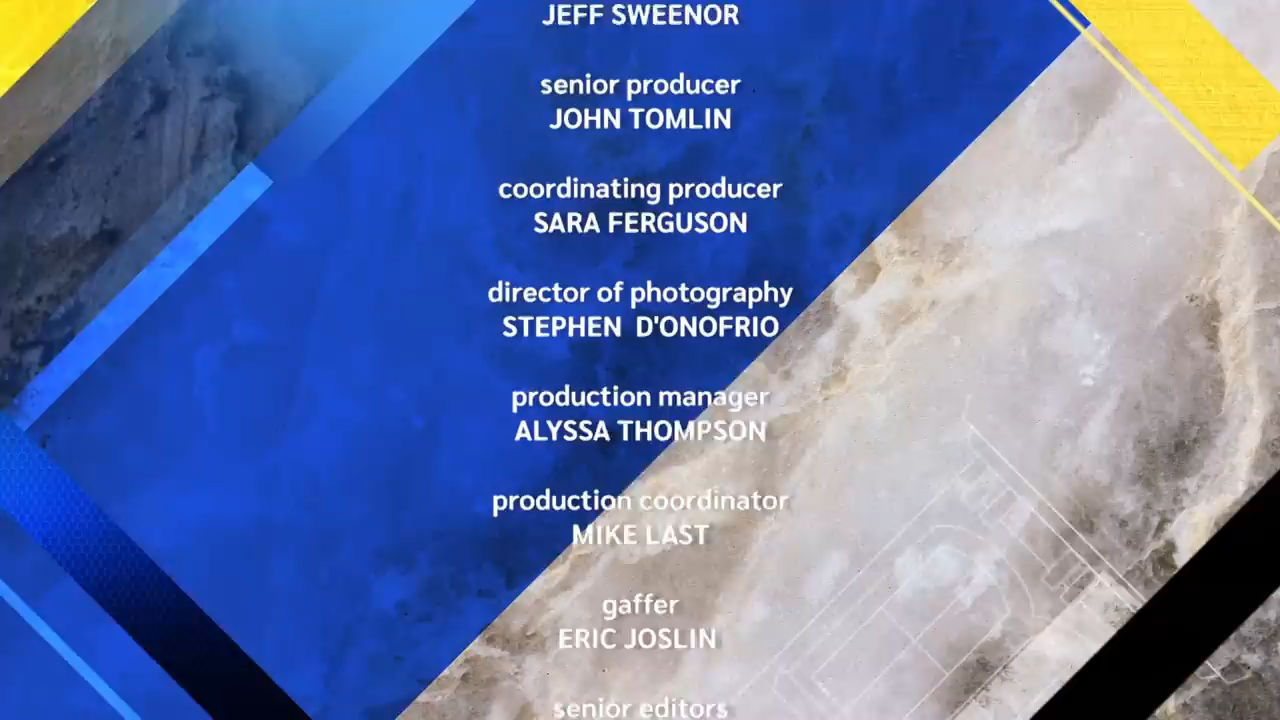 JEFF SWEENOR
senior producer
JOHN TOMLIN
coordinating producer
SARA FERGUSON
director of photography
STEPHEN D'ONOFRIO
production manager
ALYSSA THOMPSON
production coordinator
MIKE LAST
gaffer
ERIC JOSLIN
senior editors